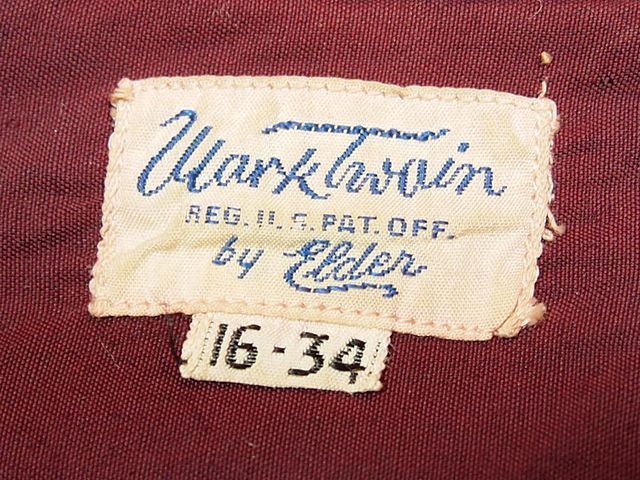 Mark Twain
REG. U.S. PAT. OFF.
by Elder
16-34